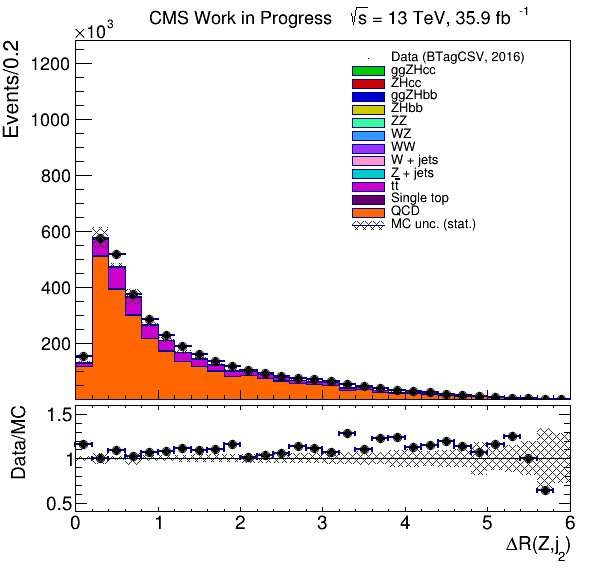 CMS Work in Progress √s = 13 TeV, 35.9 fb⁻¹
×10³
Events/0.2
1200
1000
800
600
400
200
Data (BTagCSV, 2016)
ggZHcc
ZHcc
ggZHbb
ZHbb
ZZ
WZ
WW
W + jets
Z + jets
tt̅
Single top
QCD
MC unc. (stat.)
Data/MC
1.5
1
0.5
0 1 2 3 4 5 6
ΔR(Z,j₂)